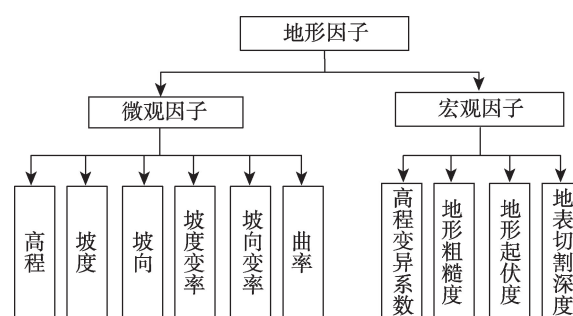 地形因子
微观因子
宏观因子
高程
坡度
坡向
坡度变率
坡向变率
曲率
高程变异系数
地形粗糙度
地形起伏度
地表切割深度